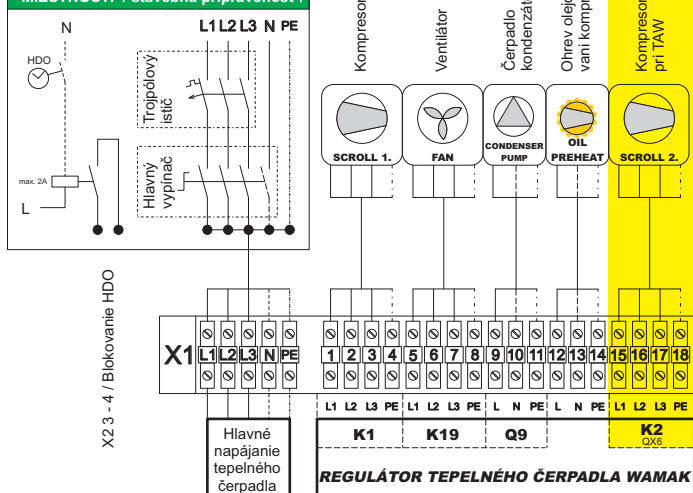 MIESTNOSTI / stavebná pripravenosť /
N
L1 L2 L3 N PE
HDO
Trojpólový
istič
Hlavný
vypínač
max. 2A
L
X2 3 - 4 / Blokovanie HDO
Kompresor
Ventilátor
Čerpadlo
Ohrev
vani
Kompresor
pri TAW
SCROLL 1.
FAN
CONDENSER
PUMP
OIL
PREHEAT
SCROLL 2.
X1 L1 L2 L3 N PE 1 2 3 4 5 6 7 8 9 10 11 12 13 14 15 16 17 18
L1 L2 L3 PE L1 L2 L3 PE L N PE L N PE L1 L2 L3 PE
K1 K19 Q9 K2
QX6
Hlavné
napájanie
tepelného
čerpadla
REGULÁTOR TEPELNÉHO ČERPADLA WAMAK